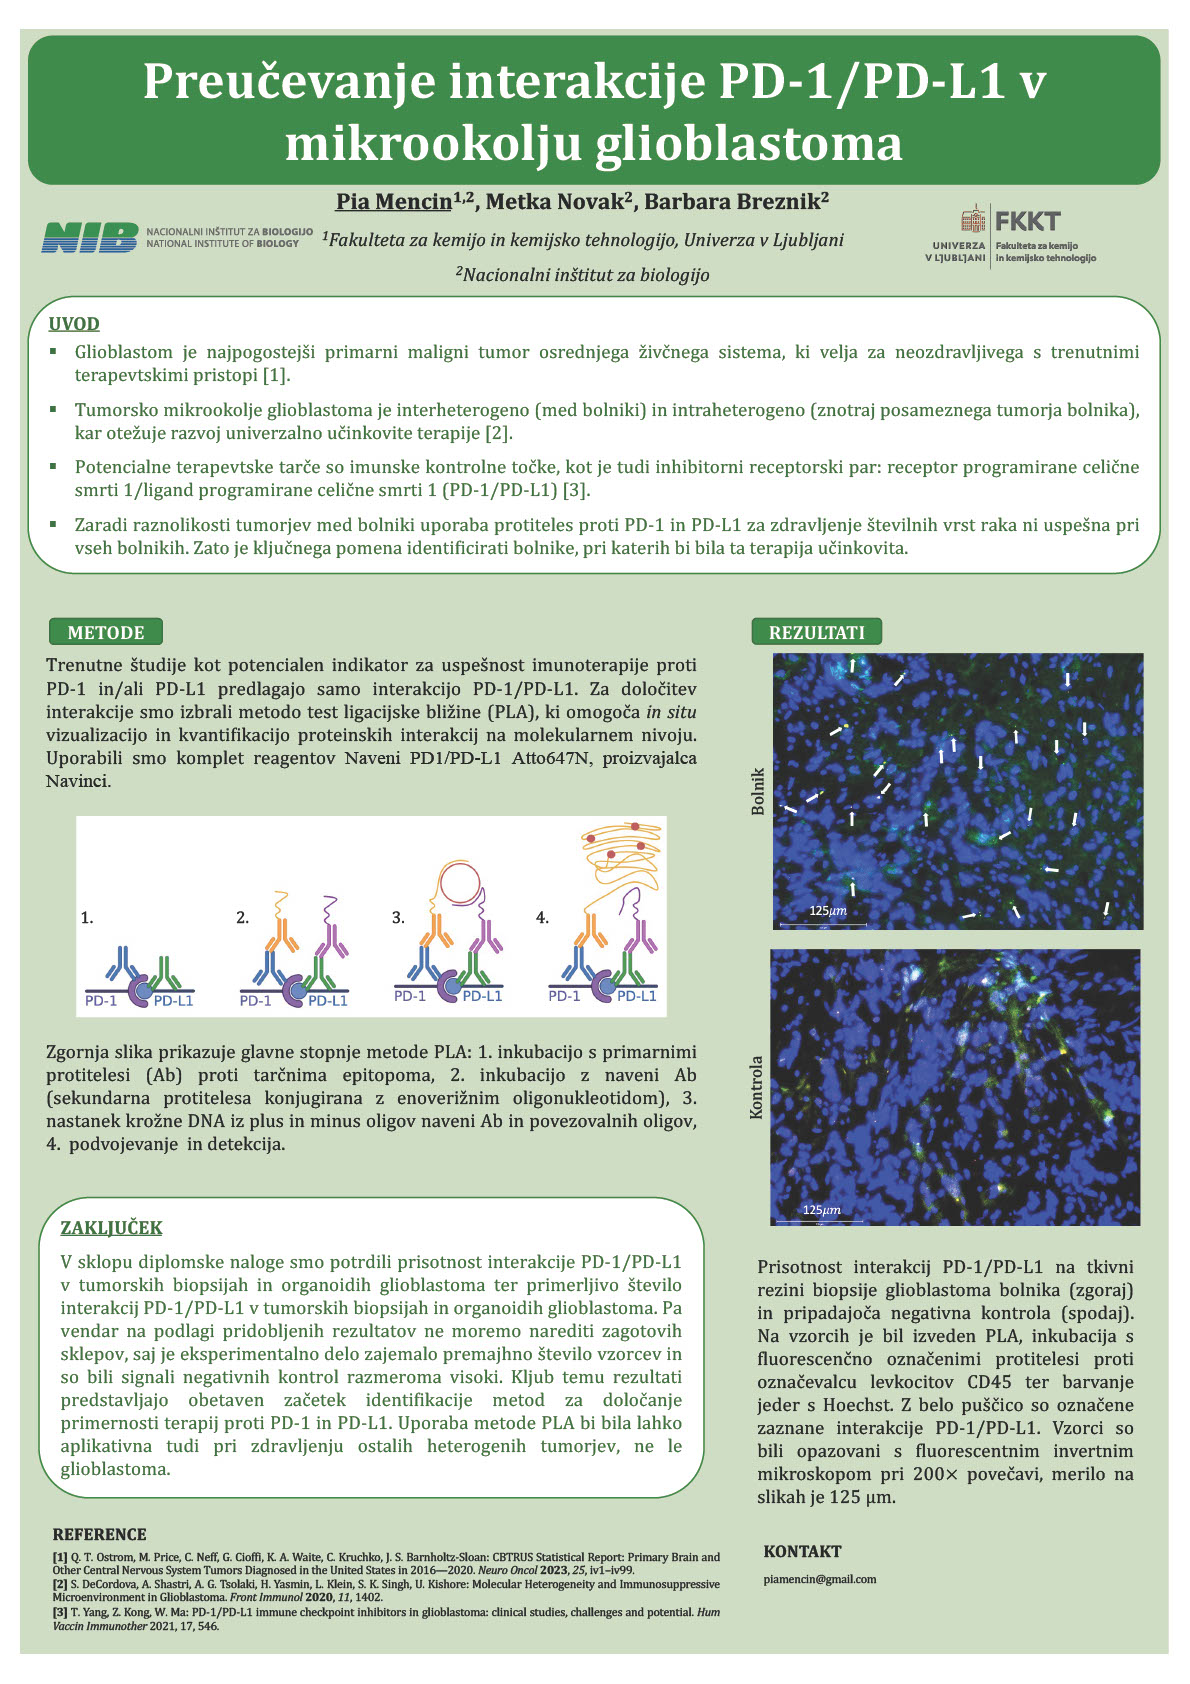 Preučevanje interakcije PD-1/PD-L1 v
mikrookolju glioblastoma
Pia Mencin1,2, Metka Novak2, Barbara Breznik2
NIB NACIONALNI INŠTITUT ZA BIOLOGIJO
NATIONAL INSTITUTE OF BIOLOGY
1Fakulteta za kemijo in kemijsko tehnologijo, Univerza v Ljubljani
2Nacionalni inštitut za biologijo
UNIVERZA
V LJUBLJANI
FKKT
Fakulteta za kemijo
in kemijsko tehnologijo
UVOD
▪ Glioblastom je najpogostejši primarni maligni tumor osrednjega živčnega sistema, ki velja za neozdravljivega s trenutnimi
terapevtskimi pristopi [1].
▪ Tumorsko mikrookolje glioblastoma je interheterogeno (med bolniki) in intraheterogeno (znotraj posameznega tumorja bolnika),
kar otežuje razvoj univerzalno učinkovite terapije [2].
▪ Potencialne terapevtske tarče so imunske kontrolne točke, kot je tudi inhibitorni receptorski par: receptor programirane celične
smrti 1/ligand programirane celične smrti 1 (PD-1/PD-L1) [3].
▪ Zaradi raznolikosti tumorjev med bolniki uporaba protiteles proti PD-1 in PD-L1 za zdravljenje številnih vrst raka ni uspešna pri
vseh bolnikih. Zato je ključnega pomena identificirati bolnike, pri katerih bi bila ta terapija učinkovita.
METODE
Trenutne študije kot potencialen indikator za uspešnost imunoterapije proti
PD-1 in/ali PD-L1 predlagajo samo interakcijo PD-1/PD-L1. Za določitev
interakcije smo izbrali metodo test ligacijske bližine (PLA), ki omogoča in situ
vizualizacijo in kvantifikacijo proteinskih interakcij na molekularnem nivoju.
Uporabili smo komplet reagentov Naveni PD1/PD-L1 Atto647N, proizvajalca
Navinci.
1.
2.
3.
4.
PD-1 PD-L1
PD-1 PD-L1
PD-1 PD-L1
PD-1 PD-L1
Zgornja slika prikazuje glavne stopnje metode PLA: 1. inkubacijo s primarnimi
protitelesi (Ab) proti tarčnima epitopoma, 2. inkubacijo z naveni Ab
(sekundarna protitelesa konjugirana z enoverižnim oligonukleotidom), 3.
nastanek krožne DNA iz plus in minus oligov naveni Ab in povezovalnih oligov,
4. podvojevanje in detekcija.
ZAKLJUČEK
V sklopu diplomske naloge smo potrdili prisotnost interakcije PD-1/PD-L1
v tumorskih biopsijah in organoidih glioblastoma ter primerljivo število
interakcij PD-1/PD-L1 v tumorskih biopsijah in organoidih glioblastoma. Pa
vendar na podlagi pridobljenih rezultatov ne moremo narediti zagotovih
sklepov, saj je eksperimentalno delo zajemalo premajhno število vzorcev in
so bili signali negativnih kontrol razmeroma visoki. Kljub temu rezultati
predstavljajo obetaven začetek identifikacije metod za določanje
primernosti terapij proti PD-1 in PD-L1. Uporaba metode PLA bi bila lahko
aplikativna tudi pri zdravljenju ostalih heterogenih tumorjev, ne le
glioblastoma.
REFERENCE
[1] Q. T. Ostrom, M. Price, C. Neff, G. Cioffi, K. A. Waite, C. Kruchko, J. S. Barnholtz-Sloan: CBTRUS Statistical Report: Primary Brain and
Other Central Nervous System Tumors Diagnosed in the United States in 2016—2020. Neuro Oncol 2023, 25, iv1–iv99.
[2] S. DeCordova, A. Shastri, A. G. Tsolaki, H. Yasmin, L. Klein, S. K. Singh, U. Kishore: Molecular Heterogeneity and Immunosuppressive
Microenvironment in Glioblastoma. Front Immunol 2020, 11, 1402.
[3] T. Yang, Z. Kong, W. Ma: PD-1/PD-L1 immune checkpoint inhibitors in glioblastoma: clinical studies, challenges and potential. Hum
Vaccin Immunother 2021, 17, 546.
REZULTATI
Bolnik
125μm
Kontrola
125μm
Prisotnost interakcij PD-1/PD-L1 na tkivni
rezini biopsije glioblastoma bolnika (zgoraj)
in pripadajoča negativna kontrola (spodaj).
Na vzorcih je bil izveden PLA, inkubacija s
fluorescenčno označenimi protitelesi proti
označevalcu levkocitov CD45 ter barvanje
jeder s Hoechst. Z belo puščico so označene
zaznane interakcije PD-1/PD-L1. Vzorci so
bili opazovani s fluorescentnim invertnim
mikroskopom pri 200× povečavi, merilo na
slikah je 125 μm.
KONTAKT
piamencin@gmail.com